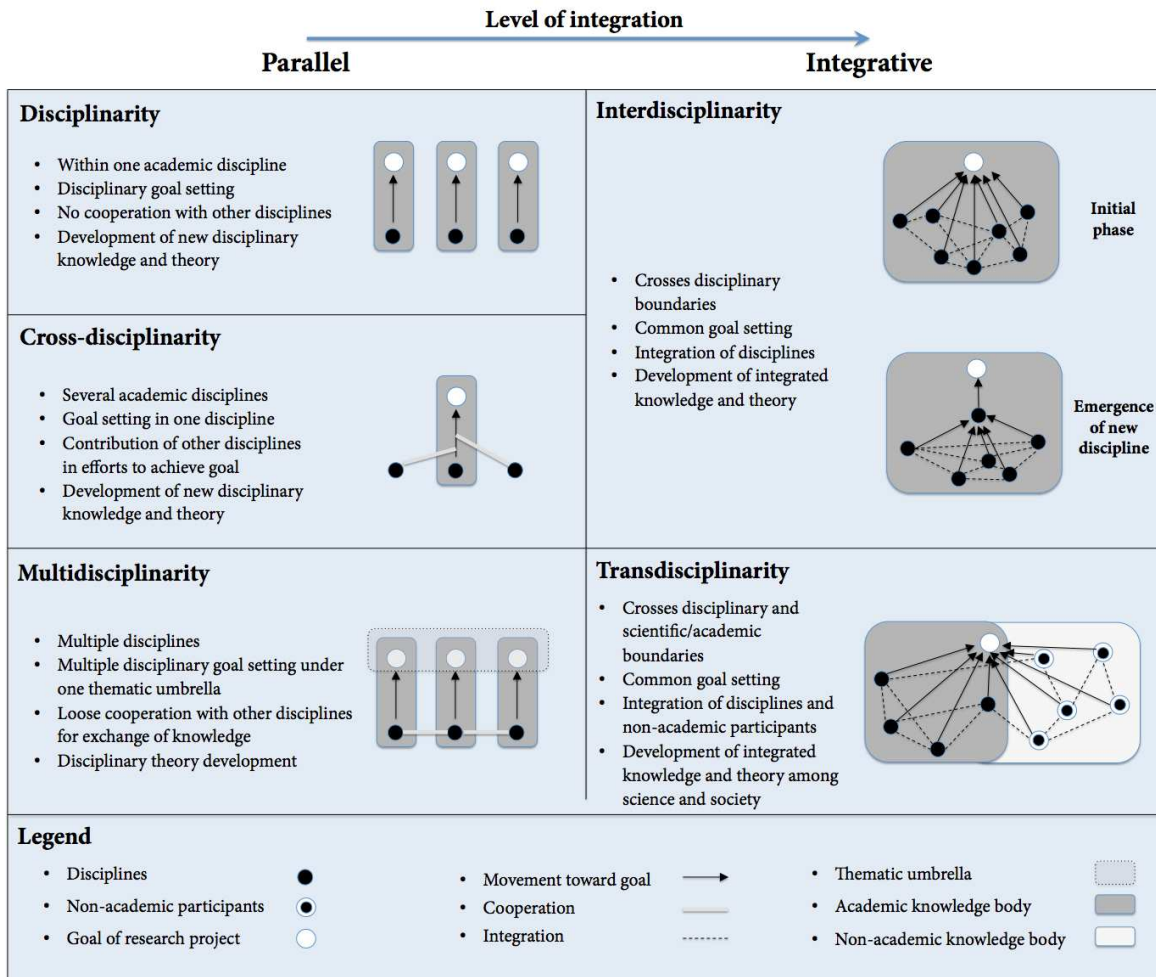 Level of integration
Parallel
Integrative
Disciplinarity
• Within one academic discipline
• Disciplinary goal setting
• No cooperation with other disciplines
• Development of new disciplinary
knowledge and theory
Cross-disciplinarity
• Several academic disciplines
• Goal setting in one discipline
• Contribution of other disciplines
in efforts to achieve goal
• Development of new disciplinary
knowledge and theory
Multidisciplinarity
• Multiple disciplines
• Multiple disciplinary goal setting under
one thematic umbrella
• Loose cooperation with other disciplines
for exchange of knowledge
• Disciplinary theory development
Interdisciplinarity
• Crosses disciplinary
boundaries
• Common goal setting
• Integration of disciplines
• Development of integrated
knowledge and theory
Initial
phase
Emergence
of new
discipline
Transdisciplinarity
• Crosses disciplinary and
scientific/academic
boundaries
• Common goal setting
• Integration of disciplines and
non-academic participants
• Development of integrated
knowledge and theory among
science and society
Legend
• Disciplines
• Non-academic participants
• Goal of research project
• Movement toward goal
• Cooperation
• Integration
• Thematic umbrella
• Academic knowledge body
• Non-academic knowledge body